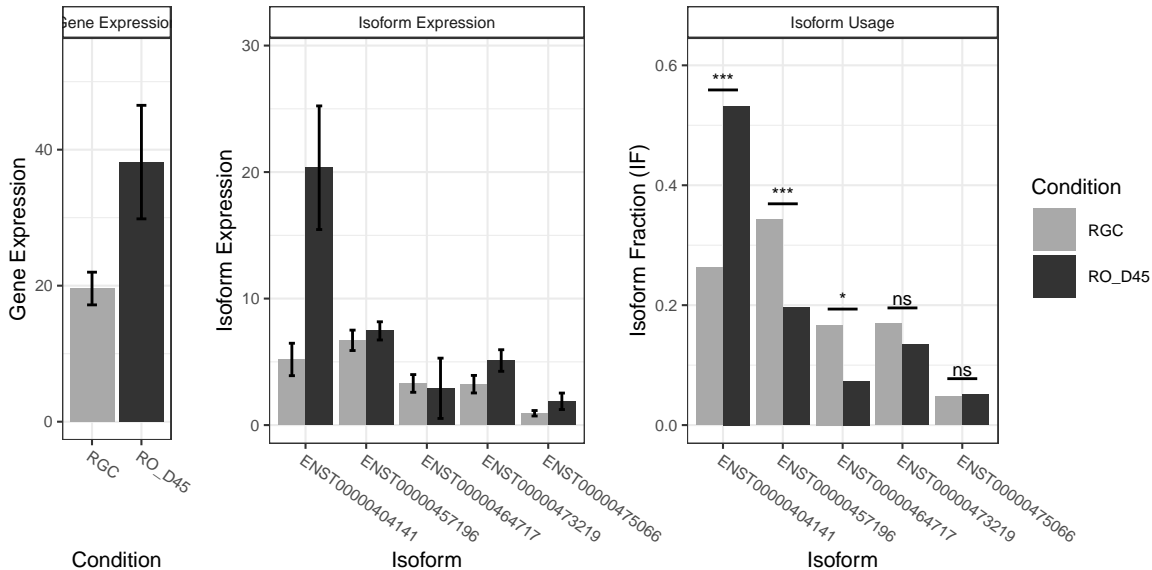 Gene Expression
Isoform Expression
Isoform Usage
Gene Expression
0
20
40
RGC
RO_D45
Condition
Isoform Expression
0
10
20
30
ENST00000404141
ENST00000457196
ENST00000464717
ENST00000473219
ENST00000475066
Isoform
Isoform Fraction (IF)
0.0
0.2
0.4
0.6
***
***
*
ns
ns
ENST00000404141
ENST00000457196
ENST00000464717
ENST00000473219
ENST00000475066
Isoform
Condition
RGC
RO_D45